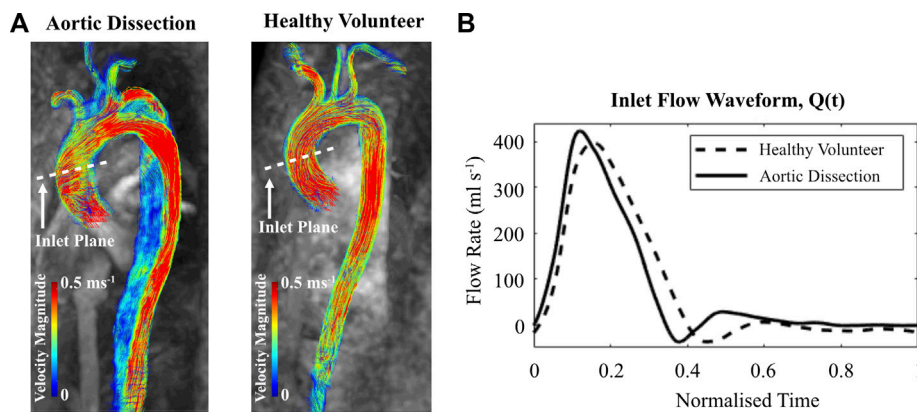 A
Aortic Dissection
Healthy Volunteer
Inlet Plane
Velocity Magnitude
0.5 ms⁻¹
0
Inlet Plane
Velocity Magnitude
0.5 ms⁻¹
0
B
Inlet Flow Waveform, Q(t)
Healthy Volunteer
Aortic Dissection
Flow Rate (ml s⁻¹)
400
300
200
100
0
0
0.2
0.4
0.6
0.8
1
Normalised Time